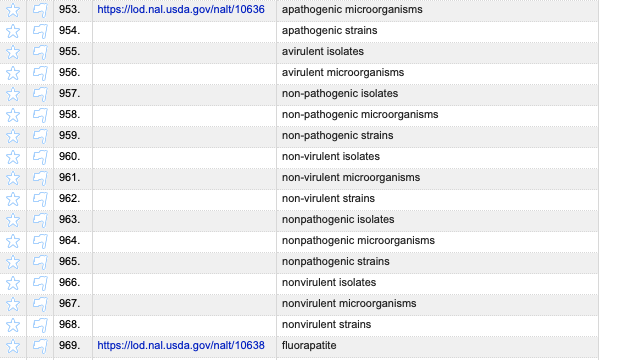 953. https://lod.nal.usda.gov/nalt/10636 apathogenic microorganisms
954. apathogenic strains
955. avirulent isolates
956. avirulent microorganisms
957. non-pathogenic isolates
958. non-pathogenic microorganisms
959. non-pathogenic strains
960. non-virulent isolates
961. non-virulent microorganisms
962. non-virulent strains
963. nonpathogenic isolates
964. nonpathogenic microorganisms
965. nonpathogenic strains
966. nonvirulent isolates
967. nonvirulent microorganisms
968. nonvirulent strains
969. https://lod.nal.usda.gov/nalt/10638 fluorapatite